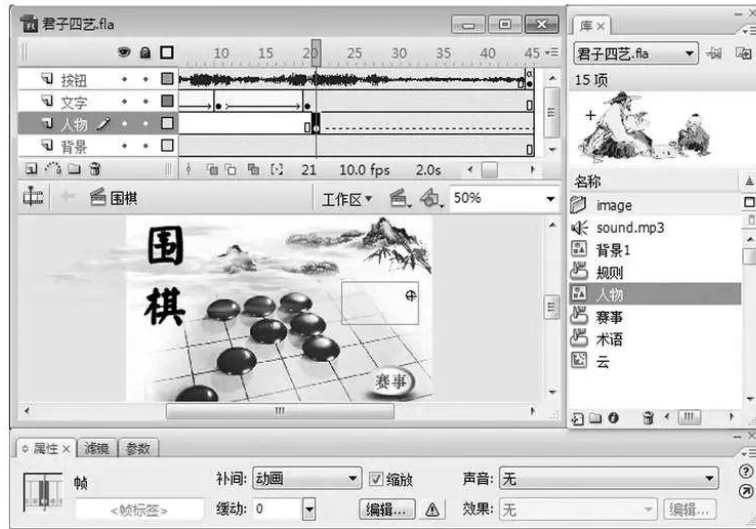 君子四艺.fla
库 ×
10 15 20 25 30 35 40 45
君子四艺.fla
15 项
按钮
文字
人物
背景
21 10.0 fps 2.0s
围棋
工作区
50%
名称
image
sound.mp3
背景1
规则
人物
赛事
术语
云
围
棋
赛事
属性 × 滤镜 参数
帧
补间: 动画
缩放
声音: 无
<帧标签>
缓动: 0
编辑...
效果: 无
编辑...